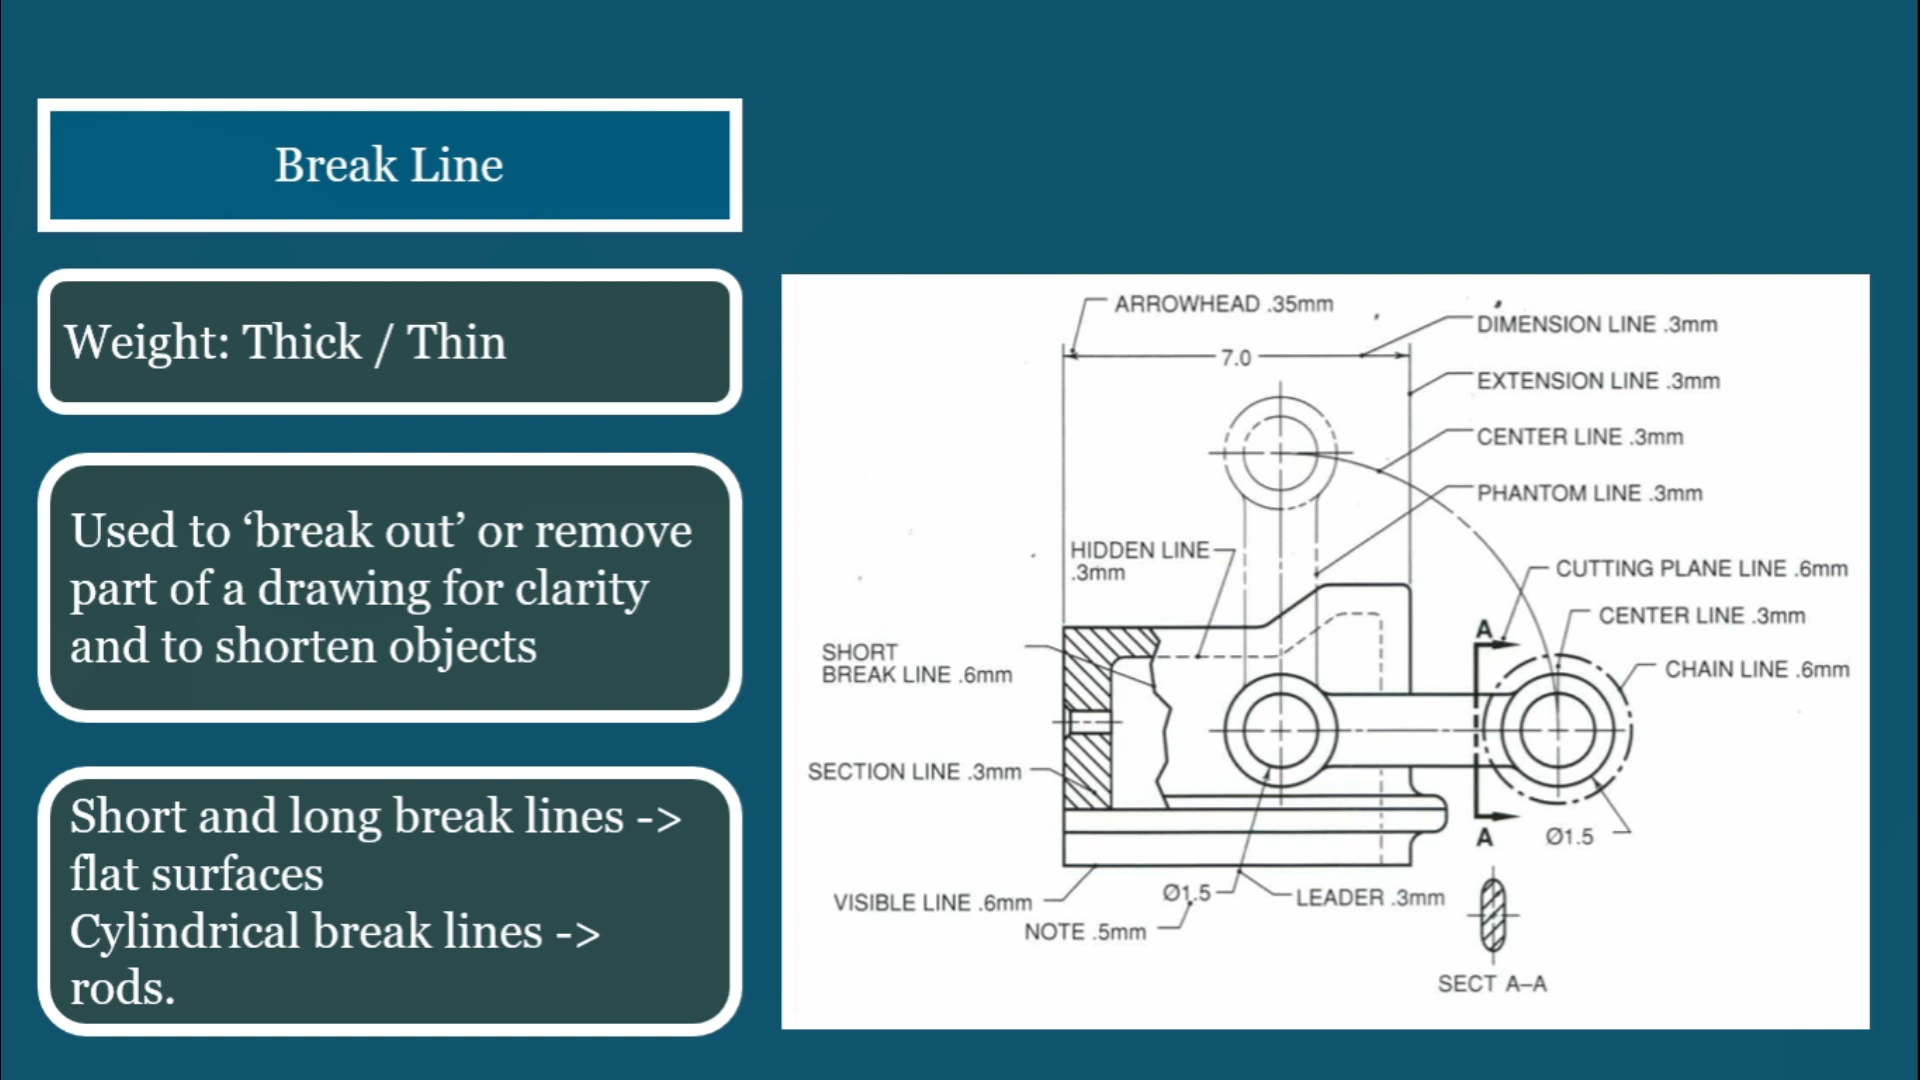 Break Line
Weight: Thick / Thin
Used to ‘break out’ or remove
part of a drawing for clarity
and to shorten objects
Short and long break lines ->
flat surfaces
Cylindrical break lines ->
rods.
ARROWHEAD .35mm
DIMENSION LINE .3mm
7.0
EXTENSION LINE .3mm
CENTER LINE .3mm
PHANTOM LINE .3mm
HIDDEN LINE
.3mm
CUTTING PLANE LINE .6mm
CENTER LINE .3mm
A
SHORT
BREAK LINE .6mm
CHAIN LINE .6mm
SECTION LINE .3mm
A
Ø1.5
VISIBLE LINE .6mm
Ø1.5
LEADER .3mm
NOTE .5mm
SECT A–A